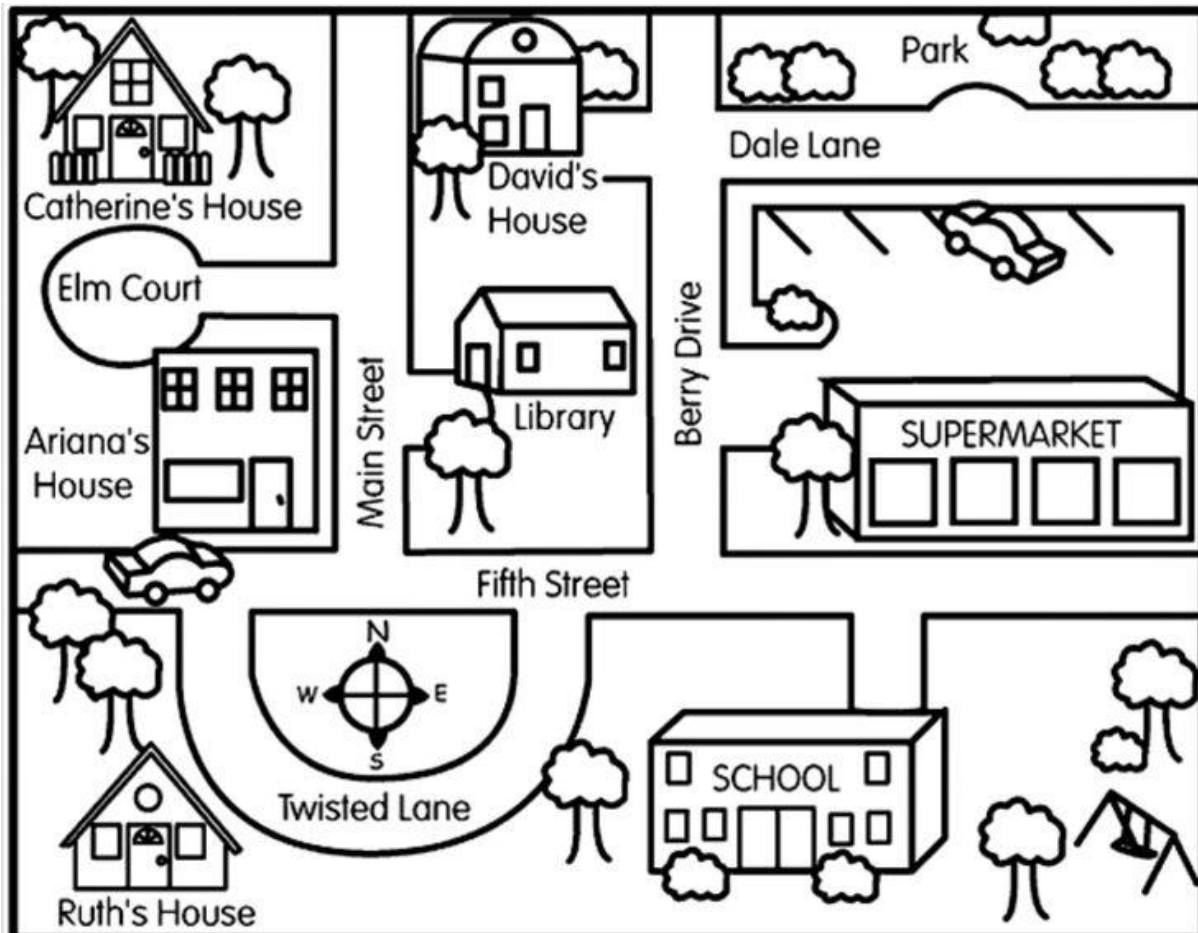 Park
Dale Lane
Catherine's House
David's
House
Elm Court
Main Street
Berry Drive
Library
SUPERMARKET
Ariana's
House
Fifth Street
N
W E
S
Twisted Lane
SCHOOL
Ruth's House